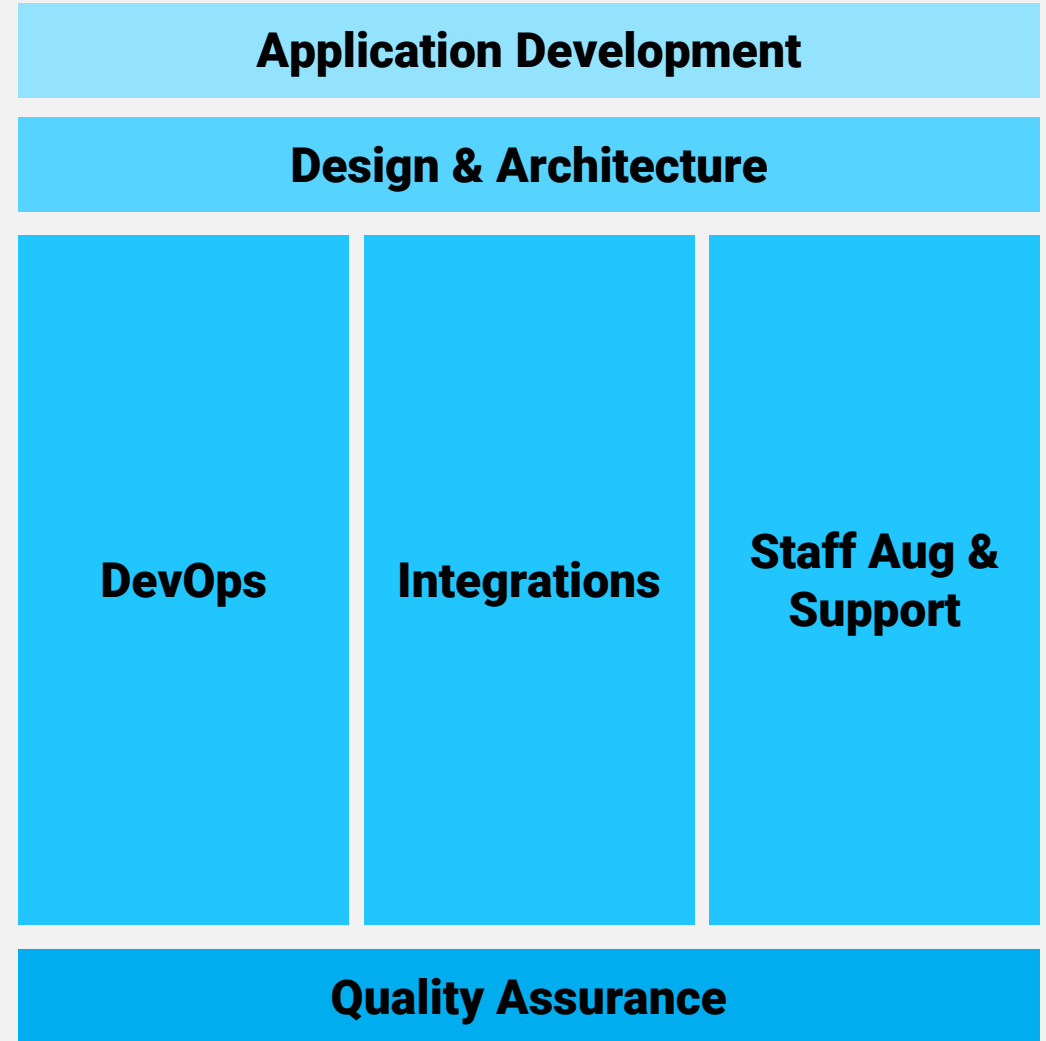 Application Development
Design & Architecture
DevOps
Integrations
Staff Aug &
Support
Quality Assurance